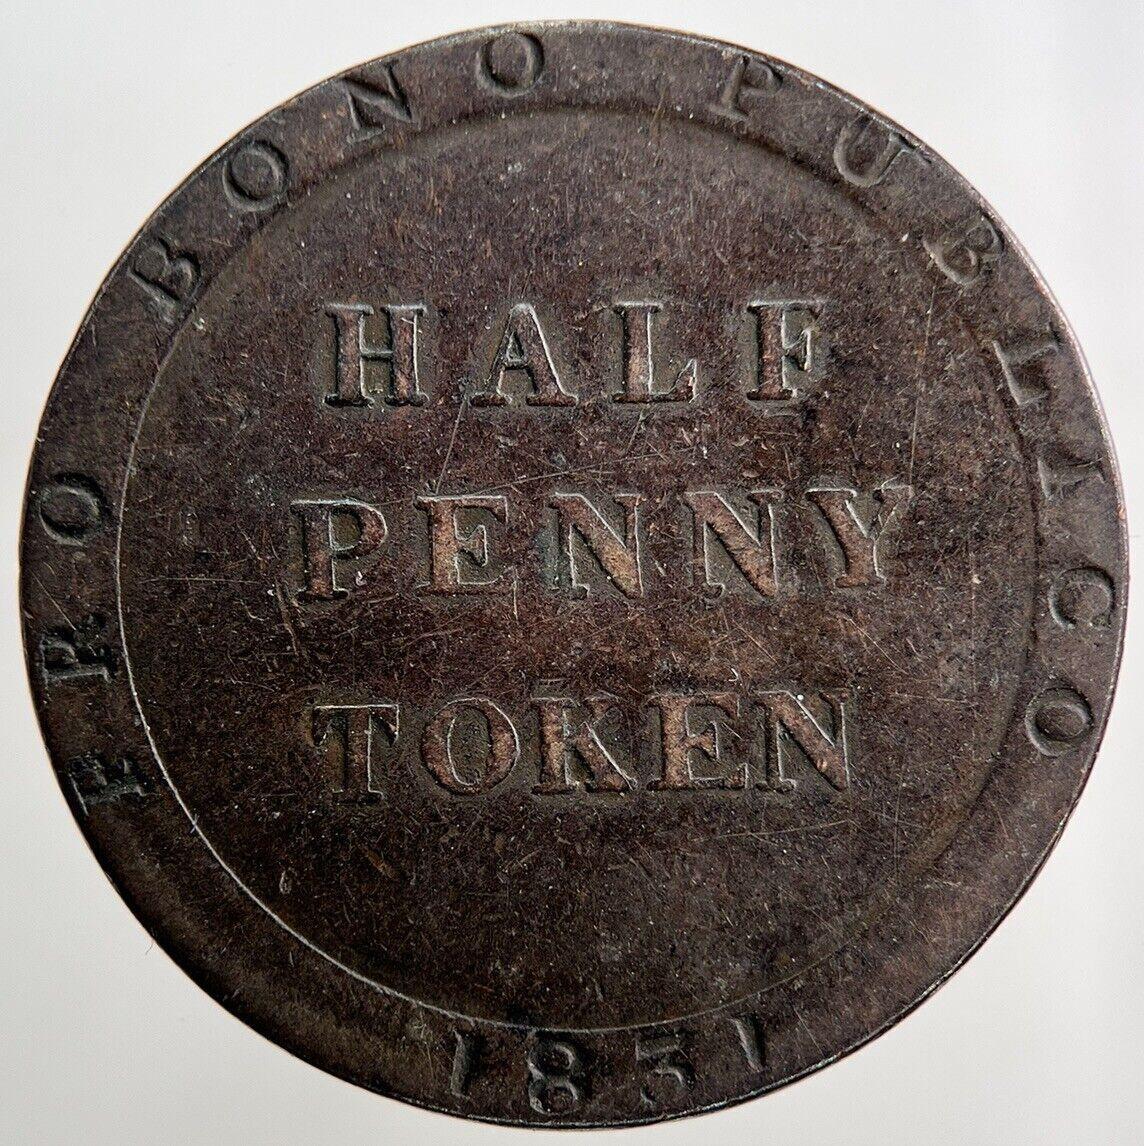 PRO BONO PUBLICO
HALF
PENNY
TOKEN
1831